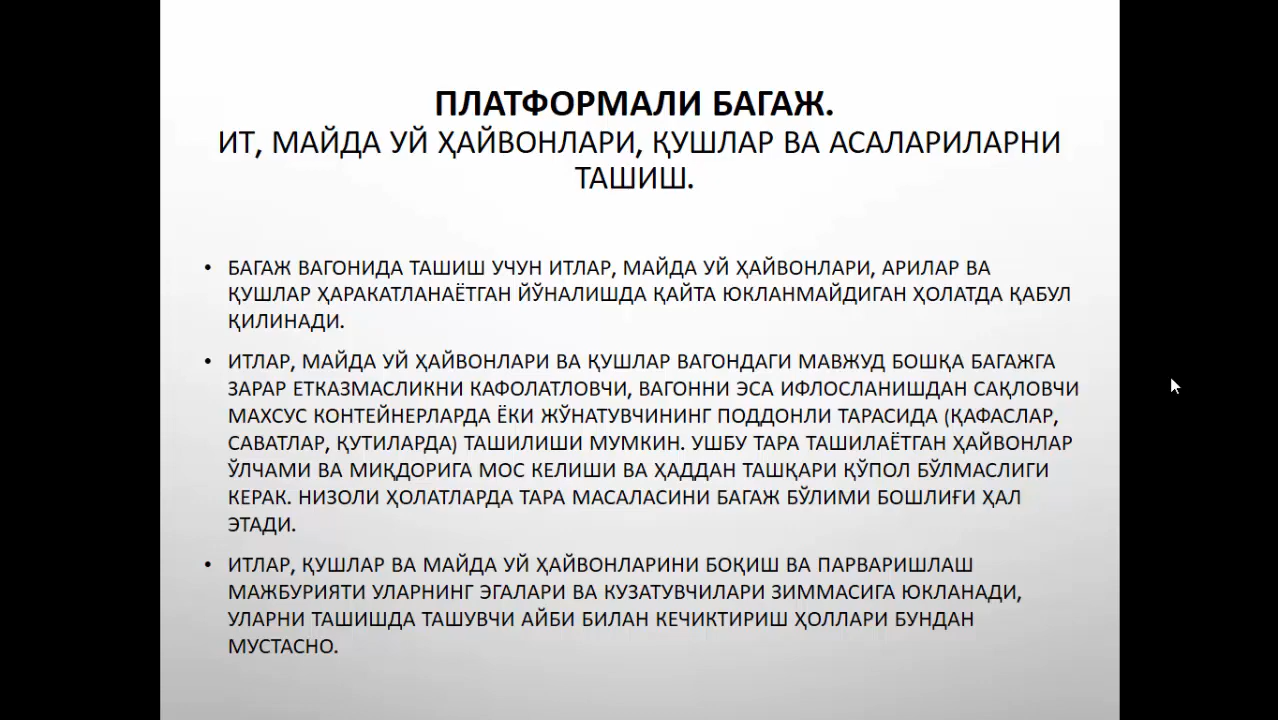 ПЛАТФОРМАЛИ БАГАЖ.
ИТ, МАЙДА УЙ ҲАЙВОНЛАРИ, ҚУШЛАР ВА АСАЛАРИЛАРНИ
ТАШИШ.
• БАГАЖ ВАГОНИДА ТАШИШ УЧУН ИТЛАР, МАЙДА УЙ ҲАЙВОНЛАРИ, АРИЛАР ВА
ҚУШЛАР ҲАРАКАТЛАНАЁТГАН ЙЎНАЛИШДА ҚАЙТА ЮКЛАНМАЙДИГАН ҲОЛАТДА ҚАБУЛ
ҚИЛИНАДИ.
• ИТЛАР, МАЙДА УЙ ҲАЙВОНЛАРИ ВА ҚУШЛАР ВАГОНДАГИ МАВЖУД БОШҚА БАГАЖГА
ЗАРАР ЕТКАЗМАСЛИКНИ КАФОЛАТЛОВЧИ, ВАГОННИ ЭСА ИФЛОСЛАНИШДАН САҚЛОВЧИ
МАХСУС КОНТЕЙНЕРЛАРДА ЁКИ ЖЎНАТУВЧИНИНГ ПОДДОНЛИ ТАРАСИДА (ҚАФАСЛАР,
САВАТЛАР, ҚУТИЛАРДА) ТАШИЛИШИ МУМКИН. УШБУ ТАРА ТАШИЛАЁТГАН ҲАЙВОНЛАР
ЎЛЧАМИ ВА МИҚДОРИГА МОС КЕЛИШИ ВА ҲАДДАН ТАШҚАРИ ҚЎПОЛ БЎЛМАСЛИГИ
КЕРАК. НИЗОЛИ ҲОЛАТЛАРДА ТАРА МАСАЛАСИНИ БАГАЖ БЎЛИМИ БОШЛИҒИ ҲАЛ
ЭТАДИ.
• ИТЛАР, ҚУШЛАР ВА МАЙДА УЙ ҲАЙВОНЛАРИНИ БОҚИШ ВА ПАРВАРИШЛАШ
МАЖБУРИЯТИ УЛАРНИНГ ЭГАЛАРИ ВА КУЗАТУВЧИЛАРИ ЗИММАСИГА ЮКЛАНАДИ,
УЛАРНИ ТАШИШДА ТАШУВЧИ АЙБИ БИЛАН КЕЧИКТИРИШ ҲОЛЛАРИ БУНДАН
МУСТАСНО.